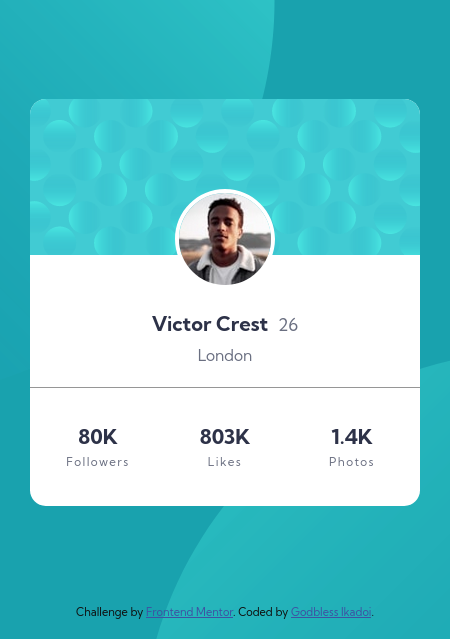 Victor Crest 26
London
80K 803K 1.4K
Followers Likes Photos
Challenge by Frontend Mentor. Coded by Godbless Ikadoi.